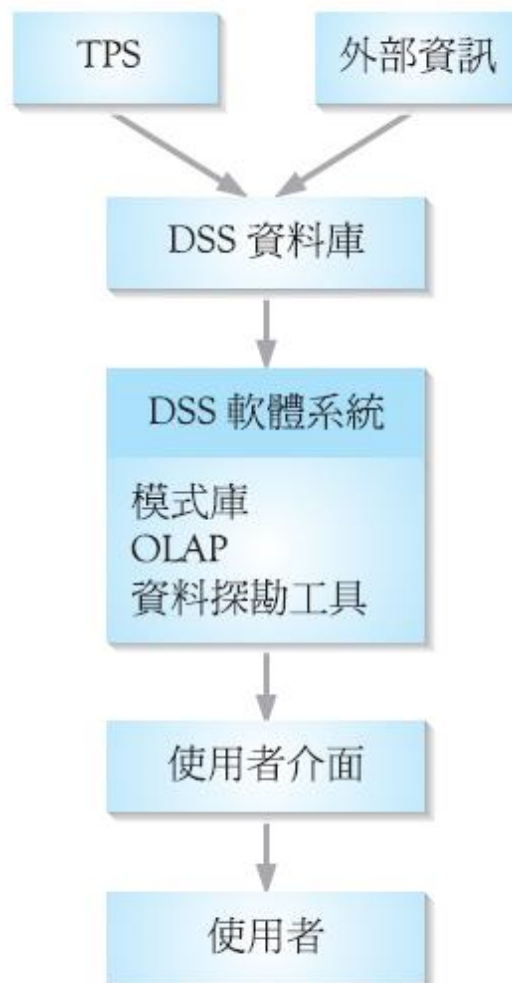 TPS
外部資訊
DSS 資料庫
DSS 軟體系統
模式庫
OLAP
資料探勘工具
使用者介面
使用者